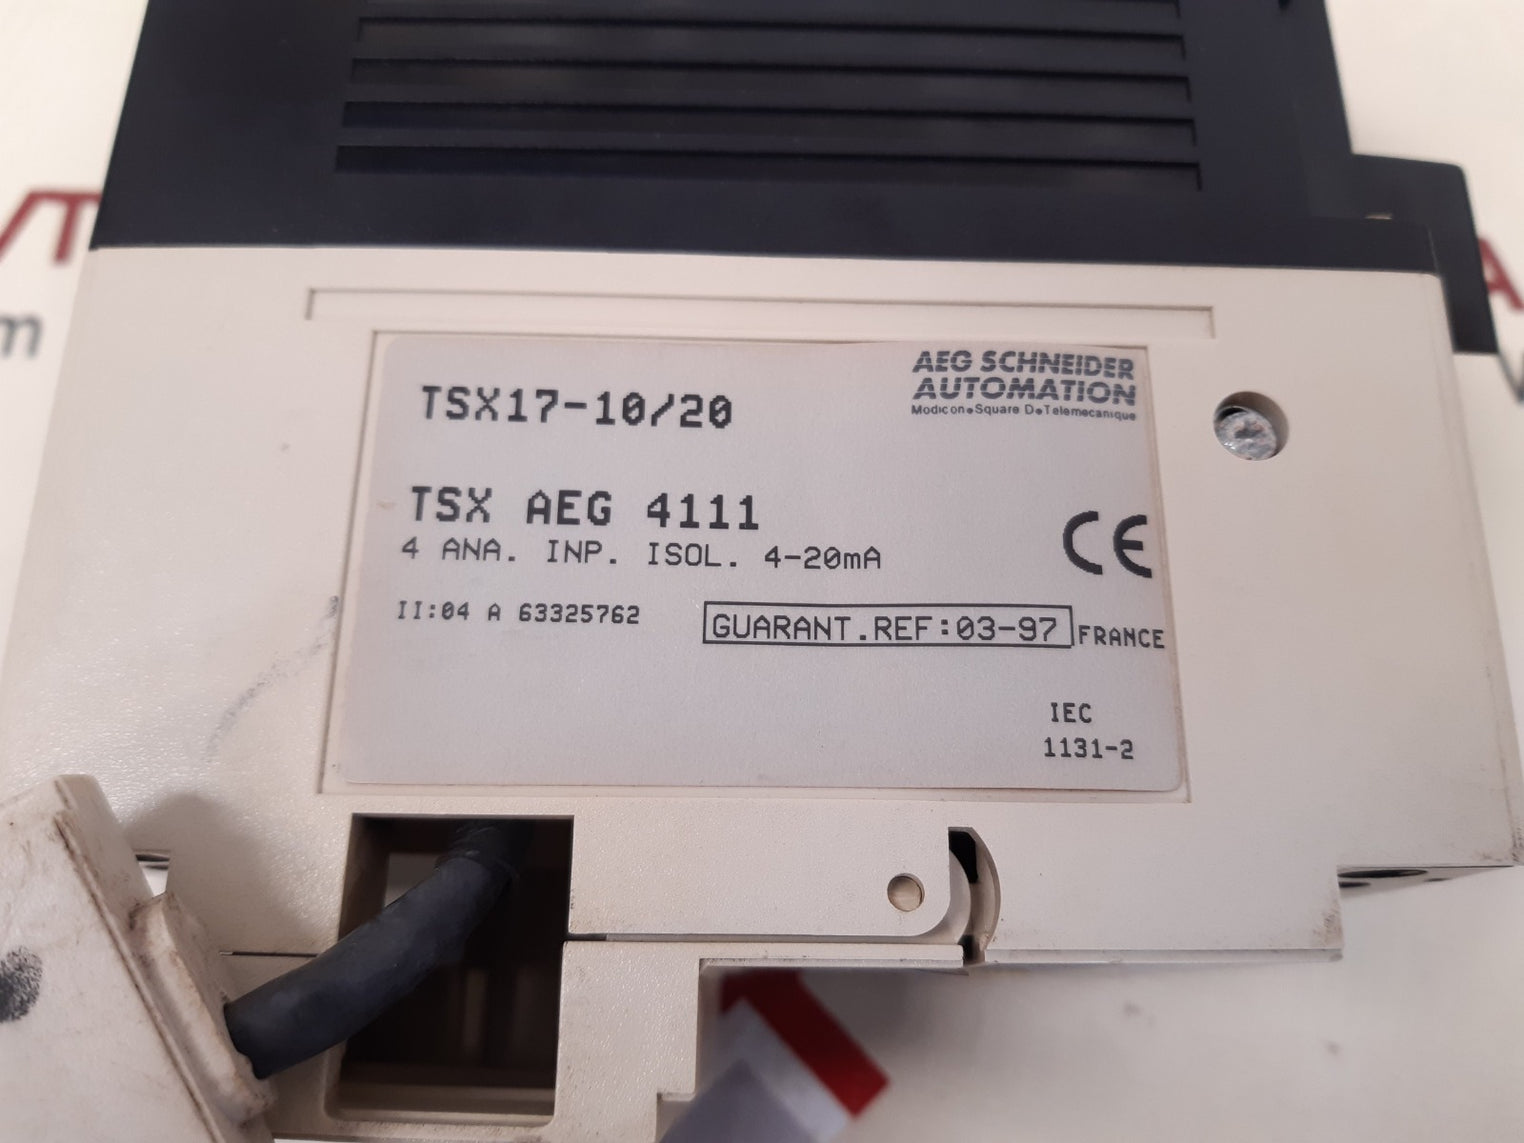 AEG SCHNEIDER
AUTOMATION
Modicon•Square D•Telemecanique
TSX17-10/20
TSX AEG 4111
4 ANA. INP. ISOL. 4-20mA
CE
II:04 A 63325762
GUARANT.REF:03-97
FRANCE
IEC
1131-2